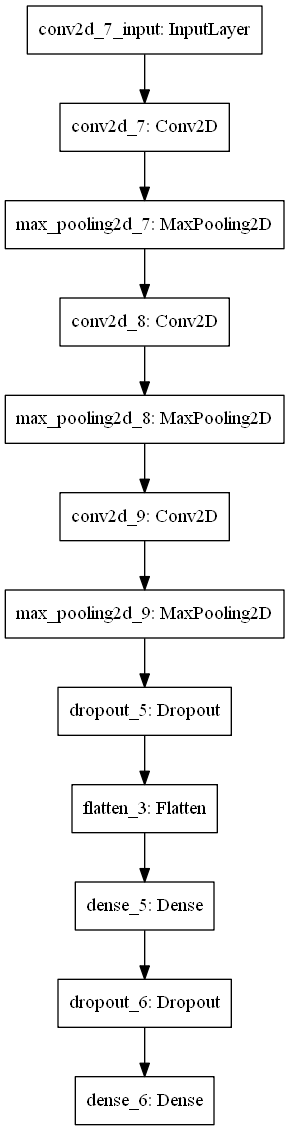 conv2d_7_input: InputLayer
conv2d_7: Conv2D
max_pooling2d_7: MaxPooling2D
conv2d_8: Conv2D
max_pooling2d_8: MaxPooling2D
conv2d_9: Conv2D
max_pooling2d_9: MaxPooling2D
dropout_5: Dropout
flatten_3: Flatten
dense_5: Dense
dropout_6: Dropout
dense_6: Dense